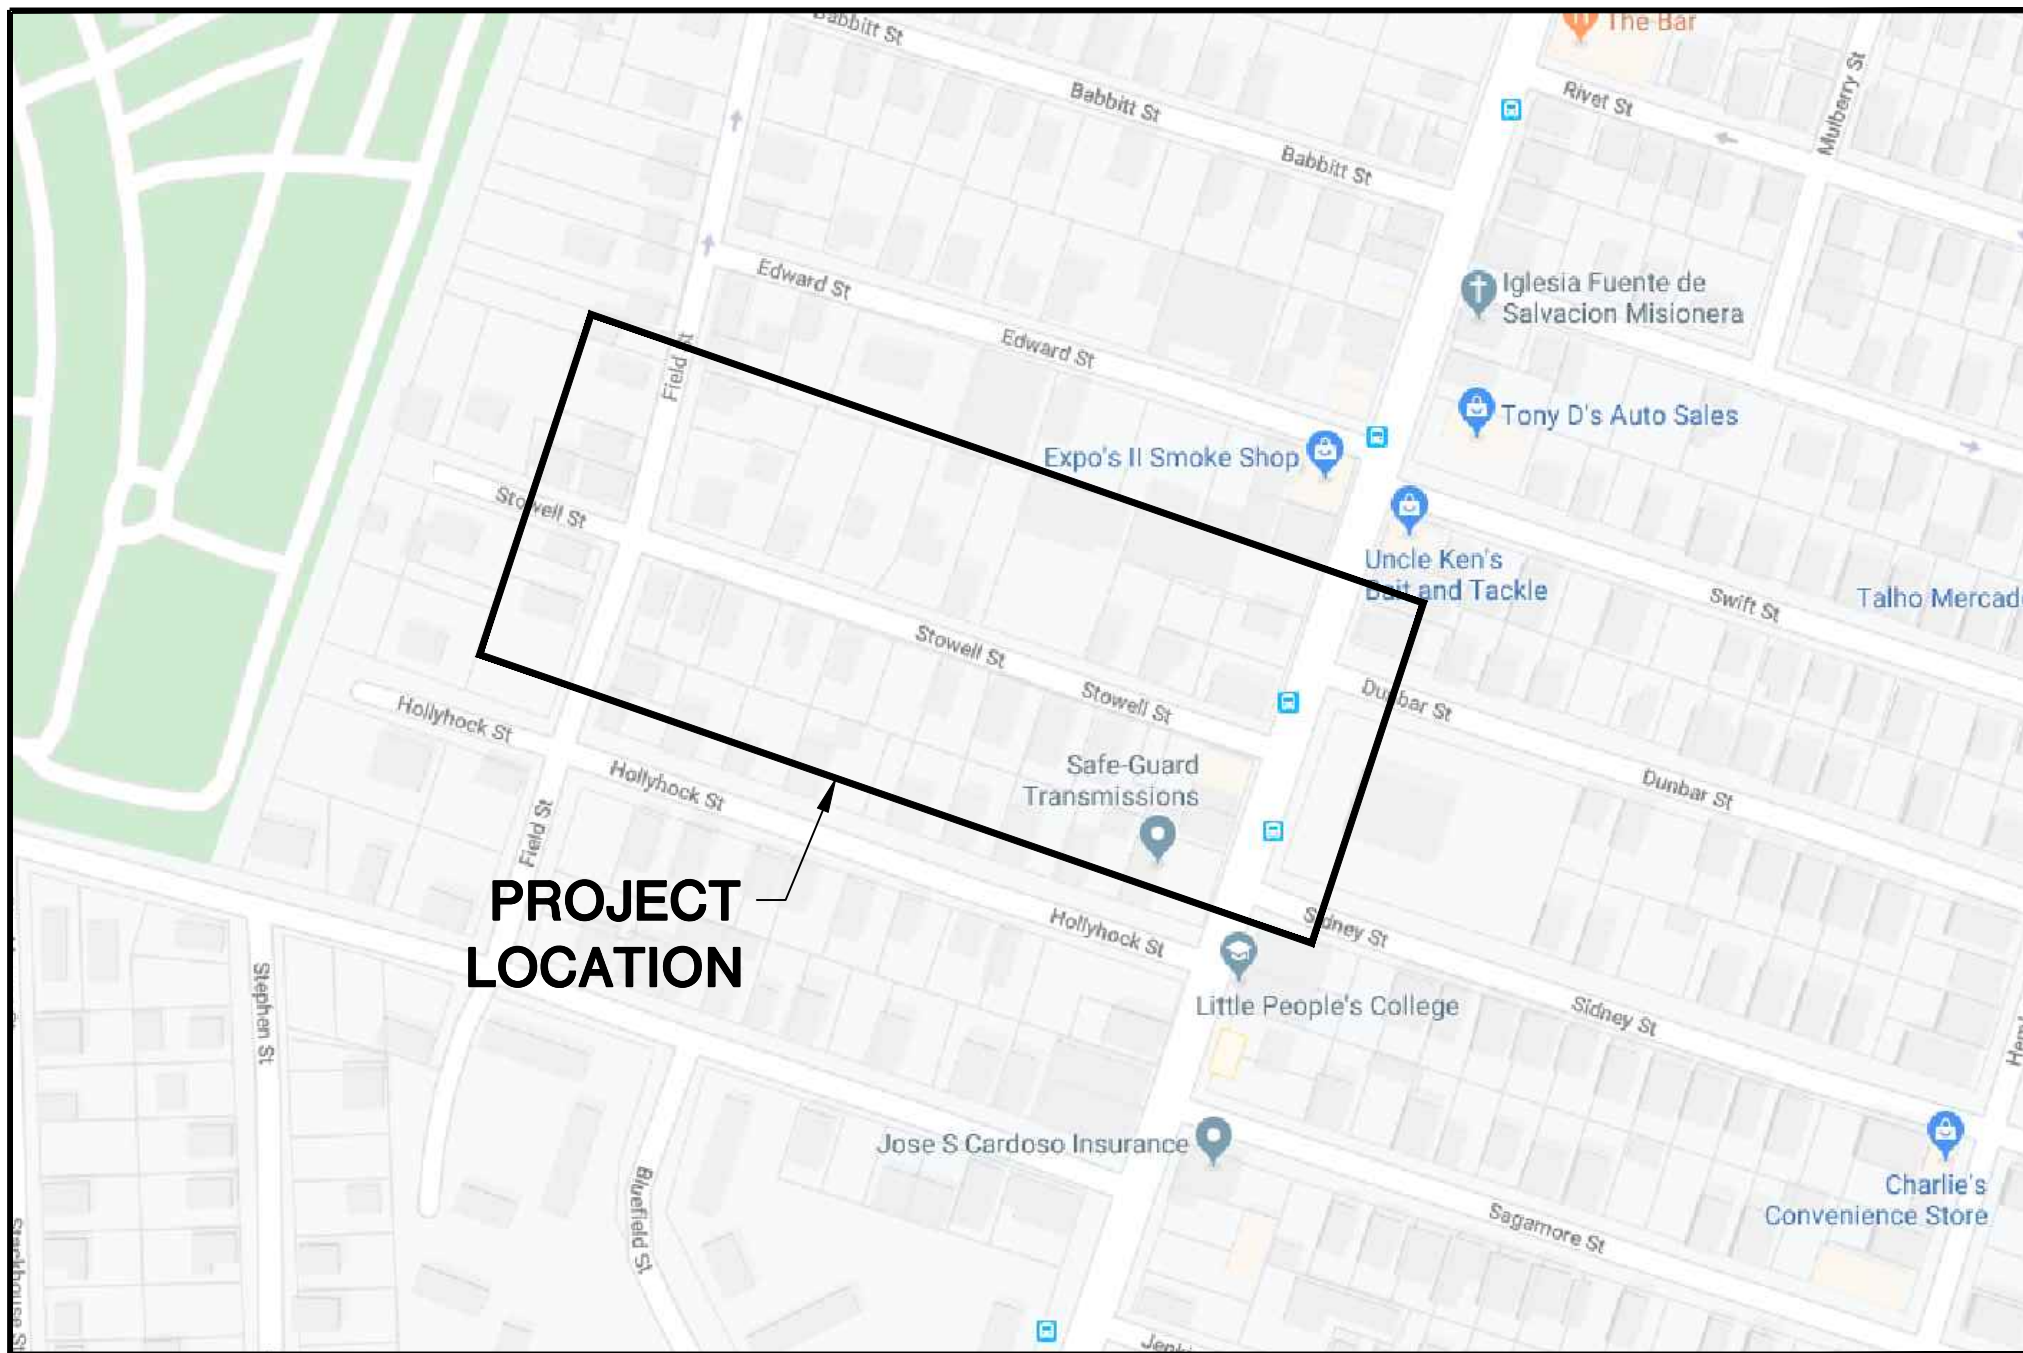 The Bar
Babbitt St
Babbitt St
Rivet St
Mulberry St
Babbitt St
Edward St
Iglesia Fuente de
Salvacion Misionera
Edward St
Field St
Tony D's Auto Sales
Expo's II Smoke Shop
Stowell St
Uncle Ken's
Bait and Tackle
Swift St
Talho Mercad
Stowell St
Dunbar St
Stowell St
Hollyhock St
Safe-Guard
Transmissions
Hollyhock St
Dunbar St
Field St
PROJECT
LOCATION
Hollyhock St
Sidney St
Stephen St
Little People's College
Sidney St
Jose S Cardoso Insurance
Bluefield St
Charlie's
Convenience Store
Sagamore St
Stackhouse St